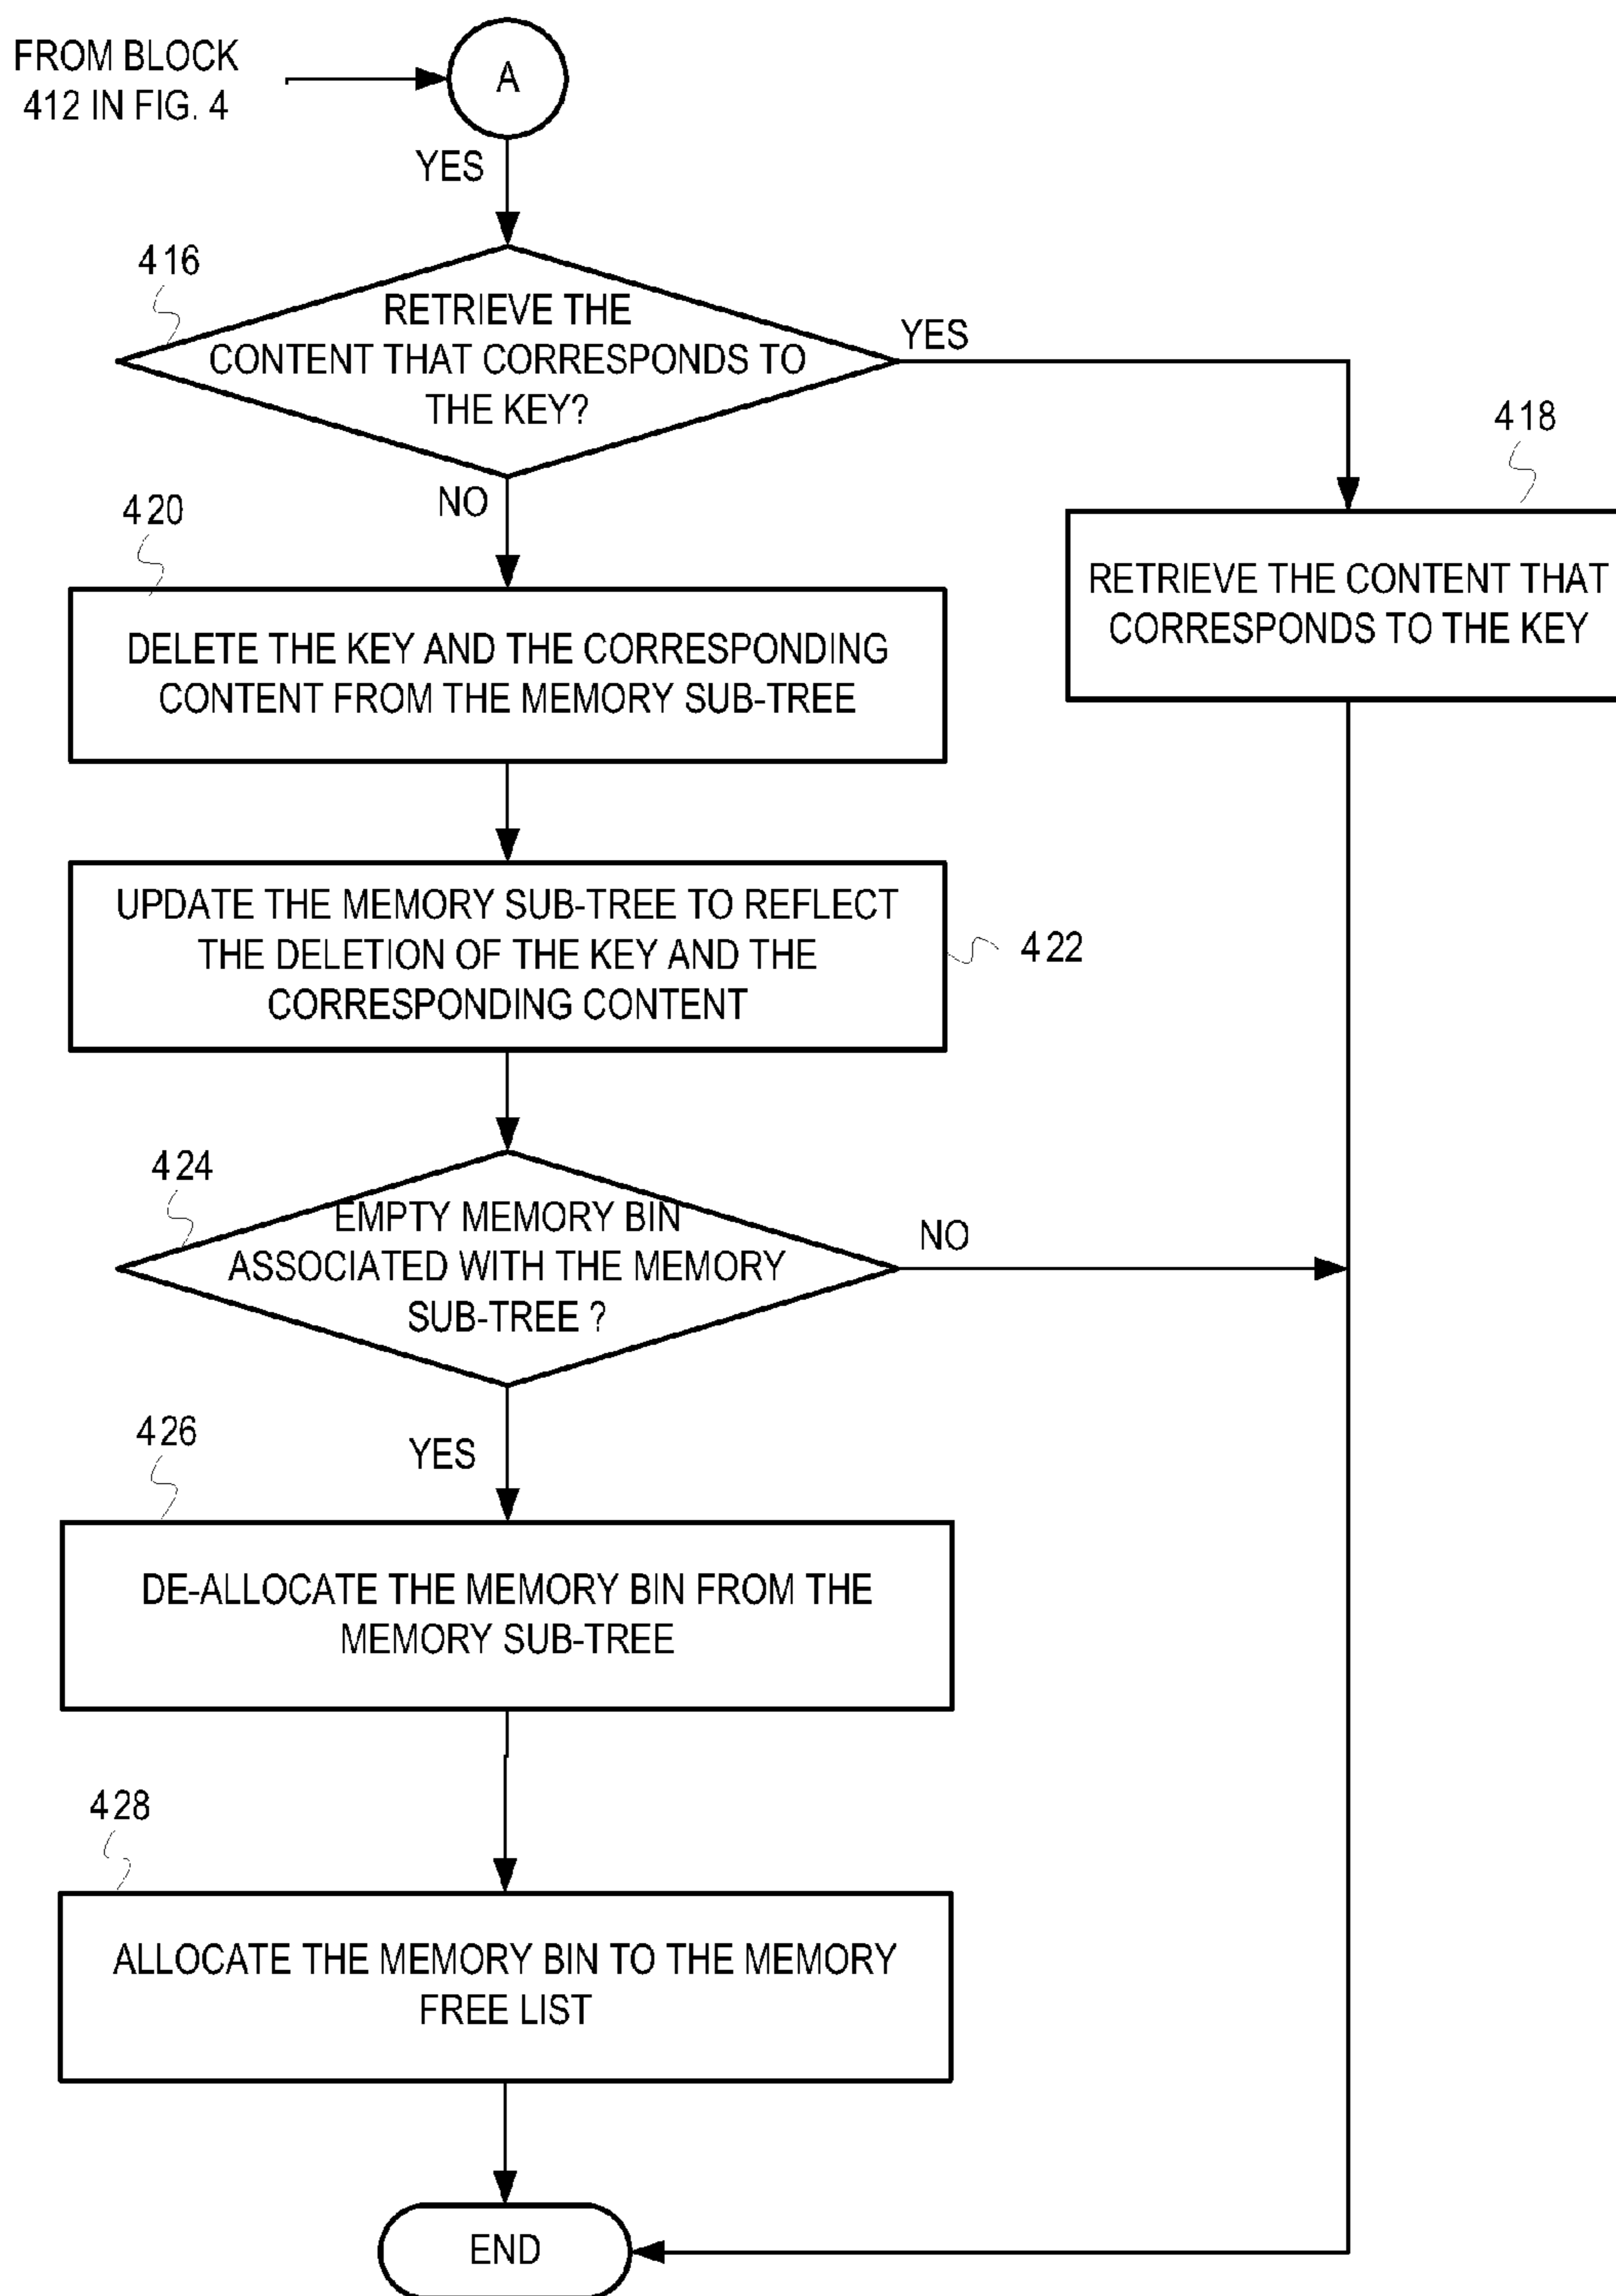 FROM BLOCK
412 IN FIG. 4
A
YES
416
RETRIEVE THE
CONTENT THAT CORRESPONDS TO
THE KEY?
YES
418
RETRIEVE THE CONTENT THAT
CORRESPONDS TO THE KEY
NO
420
DELETE THE KEY AND THE CORRESPONDING
CONTENT FROM THE MEMORY SUB-TREE
UPDATE THE MEMORY SUB-TREE TO REFLECT
THE DELETION OF THE KEY AND THE
CORRESPONDING CONTENT
422
424
EMPTY MEMORY BIN
ASSOCIATED WITH THE MEMORY
SUB-TREE ?
NO
YES
426
DE-ALLOCATE THE MEMORY BIN FROM THE
MEMORY SUB-TREE
428
ALLOCATE THE MEMORY BIN TO THE MEMORY
FREE LIST
END